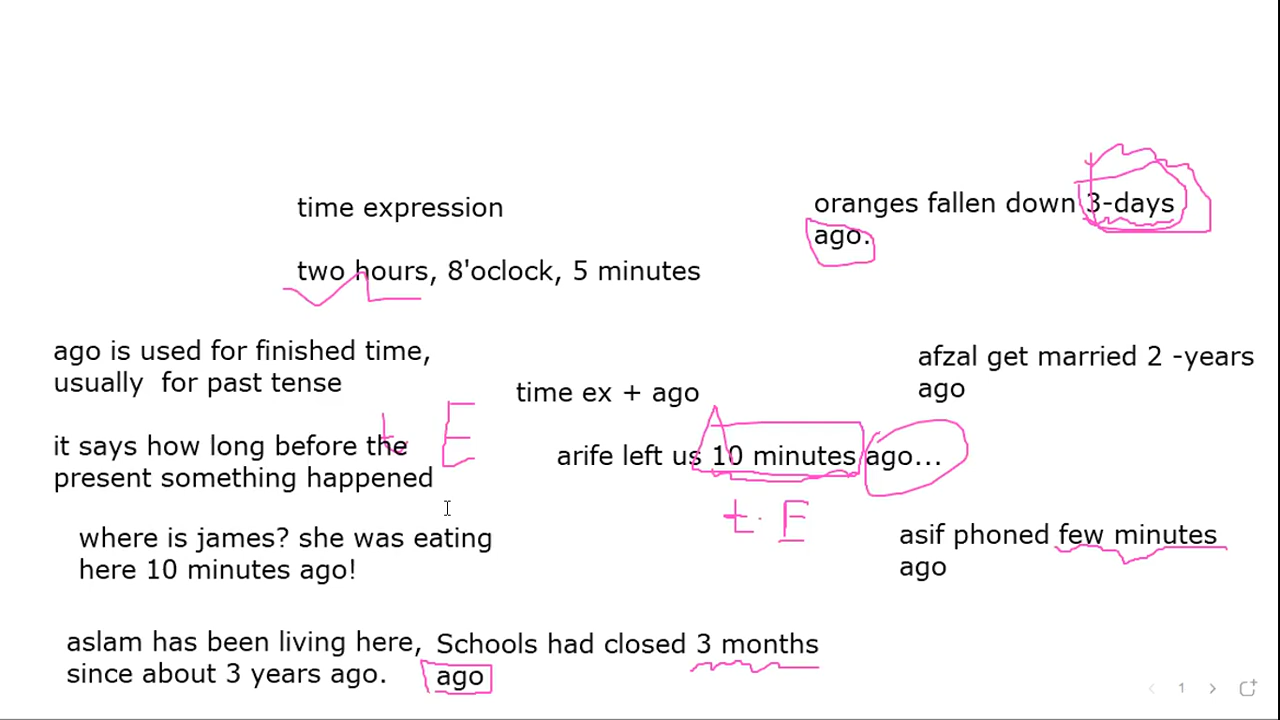 time expression
two hours, 8'oclock, 5 minutes
oranges fallen down 3-days
ago.
ago is used for finished time,
usually for past tense
time ex + ago
afzal get married 2 -years
ago
t E
it says how long before the
present something happened
arife left us 10 minutes ago...
t. E
where is james? she was eating
here 10 minutes ago!
asif phoned few minutes
ago
aslam has been living here,
since about 3 years ago.
Schools had closed 3 months
ago
1